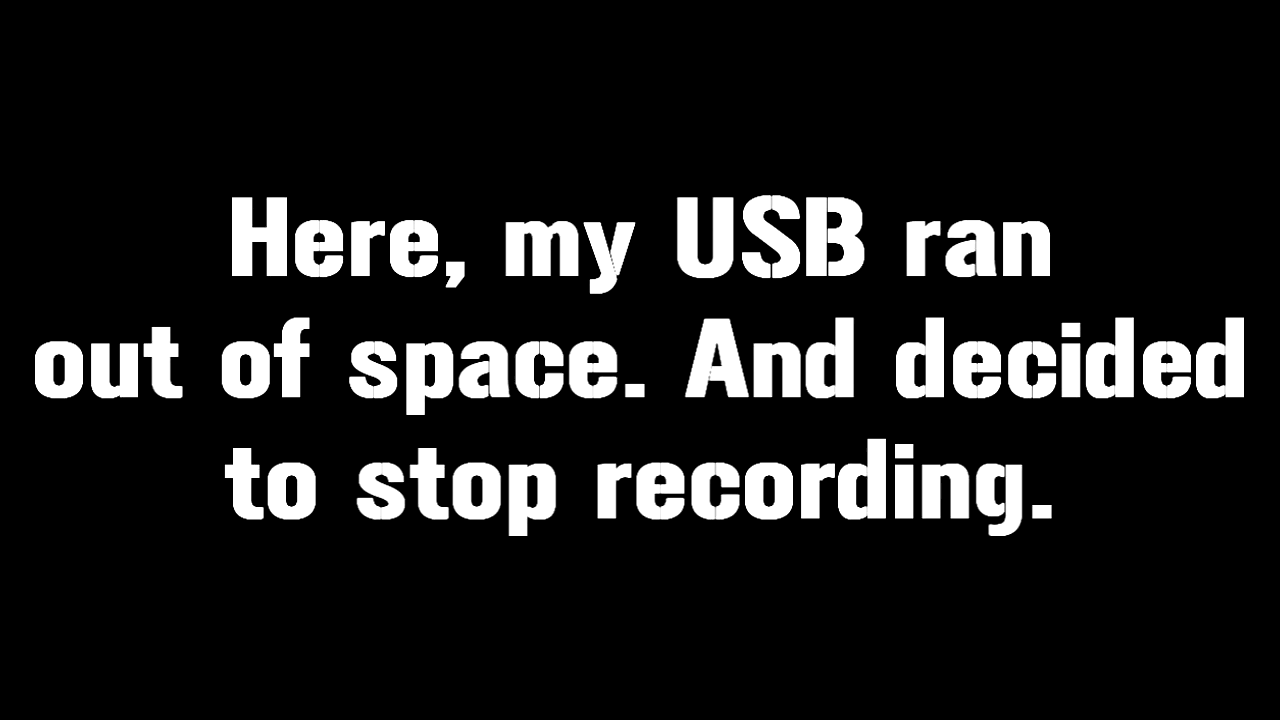 Here, my USB ran
out of space. And decided
to stop recording.